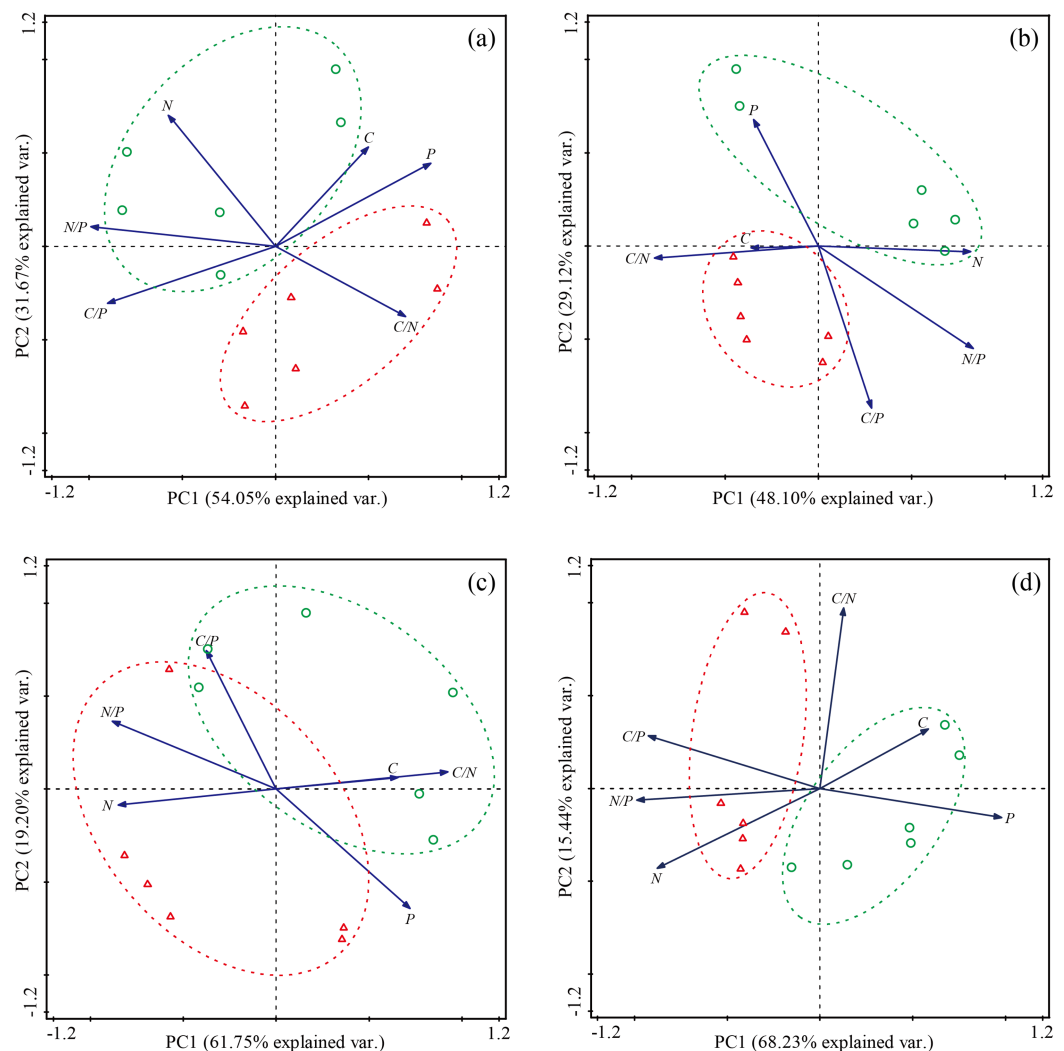 (a)
1.2
N
C
P
N/P
C/P
C/N
PC2 (31.67% explained var.)
-1.2
-1.2
PC1 (54.05% explained var.)
1.2
(b)
1.2
P
C
C/N
N
N/P
C/P
PC2 (29.12% explained var.)
-1.2
-1.2
PC1 (48.10% explained var.)
1.2
(c)
1.2
C/P
N/P
C
C/N
N
P
PC2 (19.20% explained var.)
-1.2
-1.2
PC1 (61.75% explained var.)
1.2
(d)
1.2
C/N
C
C/P
N/P
P
N
PC2 (15.44% explained var.)
-1.2
-1.2
PC1 (68.23% explained var.)
1.2